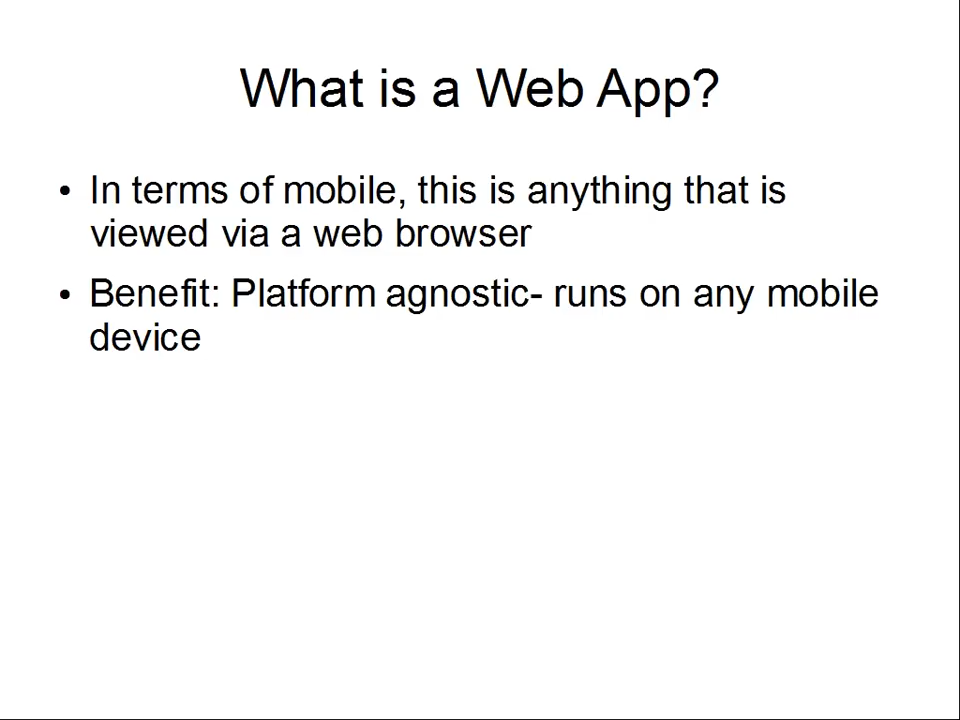 What is a Web App?
• In terms of mobile, this is anything that is
viewed via a web browser
• Benefit: Platform agnostic- runs on any mobile
device